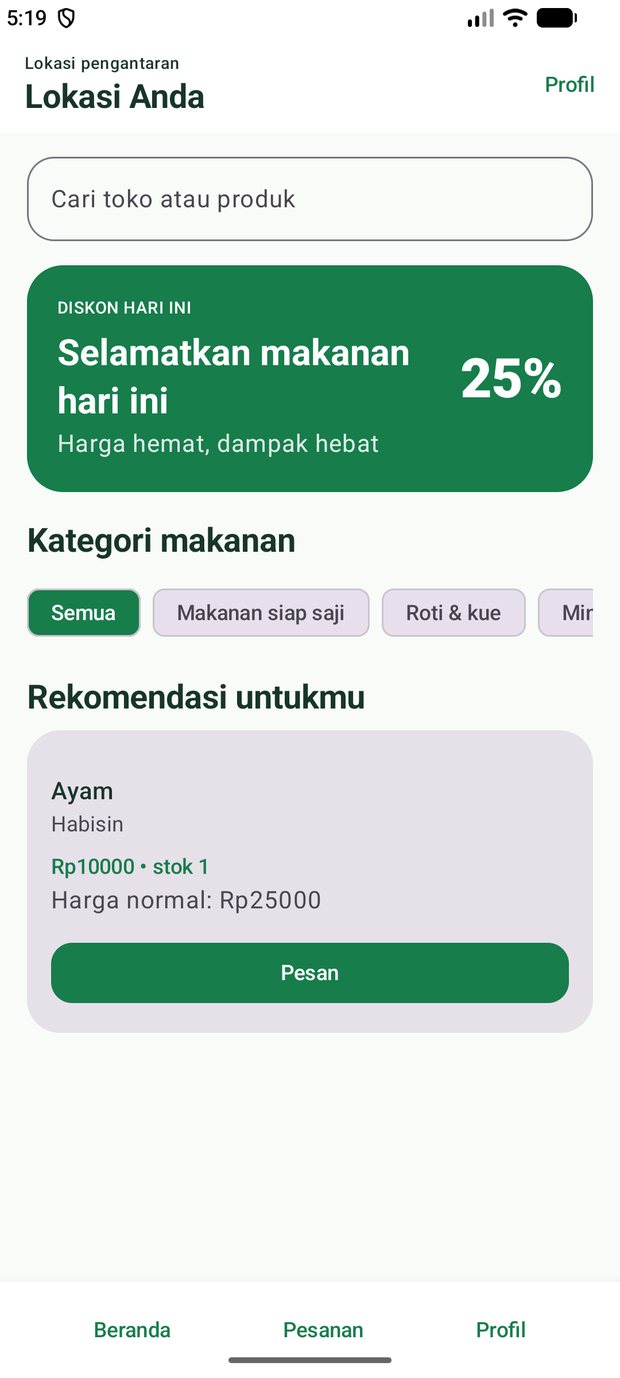 5:19
Lokasi pengantaran
Lokasi Anda
Profil
Cari toko atau produk
DISKON HARI INI
Selamatkan makanan
hari ini
25%
Harga hemat, dampak hebat
Kategori makanan
Semua
Makanan siap saji
Roti & kue
Rekomendasi untukmu
Ayam
Habisin
Rp10000 • stok 1
Harga normal: Rp25000
Pesan
Beranda
Pesanan
Profil